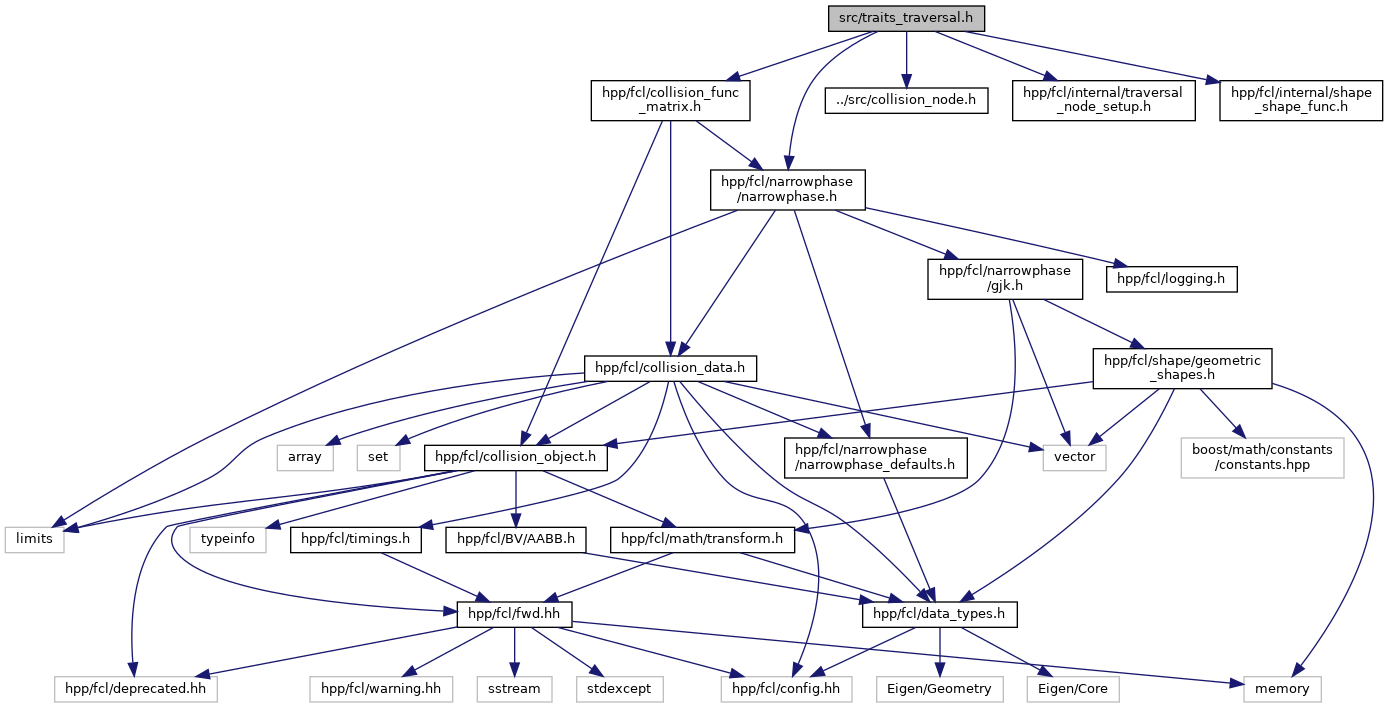 src/traits_traversal.h
hpp/fcl/collision_func
_matrix.h
../src/collision_node.h
hpp/fcl/internal/traversal
_node_setup.h
hpp/fcl/internal/shape
_shape_func.h
hpp/fcl/narrowphase
/narrowphase.h
hpp/fcl/narrowphase
/gjk.h
hpp/fcl/logging.h
hpp/fcl/collision_data.h
hpp/fcl/shape/geometric
_shapes.h
array
set
hpp/fcl/collision_object.h
hpp/fcl/narrowphase
/narrowphase_defaults.h
vector
boost/math/constants
/constants.hpp
limits
typeinfo
hpp/fcl/timings.h
hpp/fcl/BV/AABB.h
hpp/fcl/math/transform.h
hpp/fcl/fwd.hh
hpp/fcl/data_types.h
hpp/fcl/deprecated.hh
hpp/fcl/warning.hh
sstream
stdexcept
hpp/fcl/config.hh
Eigen/Geometry
Eigen/Core
memory